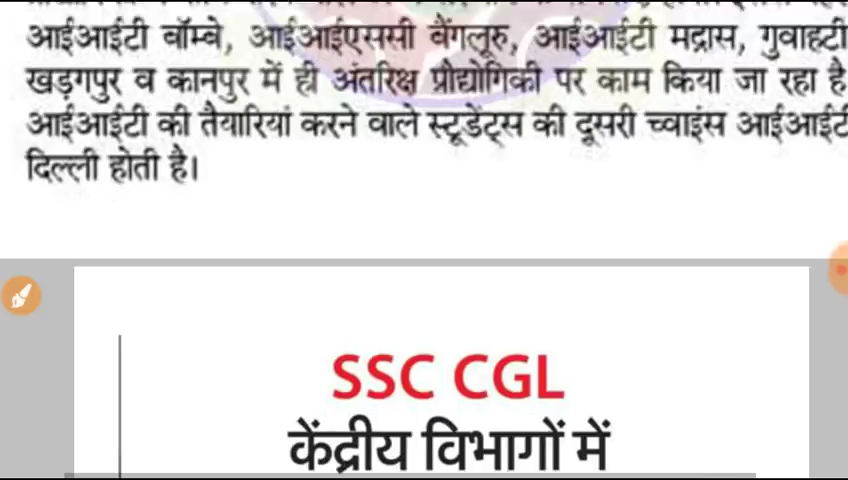 आईआईटी बॉम्बे, आईआईएससी बैंगलूरु, आईआईटी मद्रास, गुवाहटी
खड़गपुर व कानपुर में ही अंतरिक्ष प्रौद्योगिकी पर काम किया जा रहा है
आईआईटी की तैयारियां करने वाले स्टूडेंट्स की दूसरी च्वाइंस आईआईटी
दिल्ली होती है।
SSC CGL
केंद्रीय विभागों में